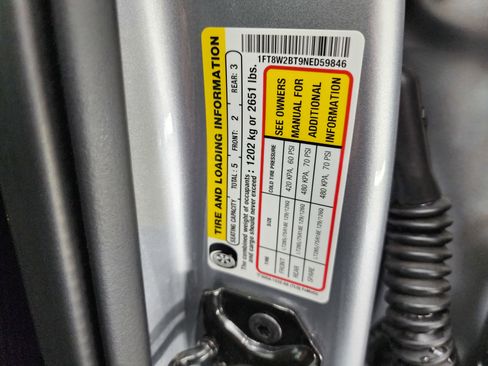 1FT8W2BT9NED59846
TIRE AND LOADING INFORMATION
SEATING CAPACITY TOTAL: 5 FRONT: 2 REAR: 3
The combined weight of occupants
and cargo should never exceed: 1202 kg or 2651 lbs.
TIRE SIZE COLD TIRE PRESSURE SEE OWNERS
MANUAL FOR
ADDITIONAL
INFORMATION
FRONT 420 KPA, 60 PSI
REAR 480 KPA, 70 PSI
SPARE 480 KPA, 70 PSI